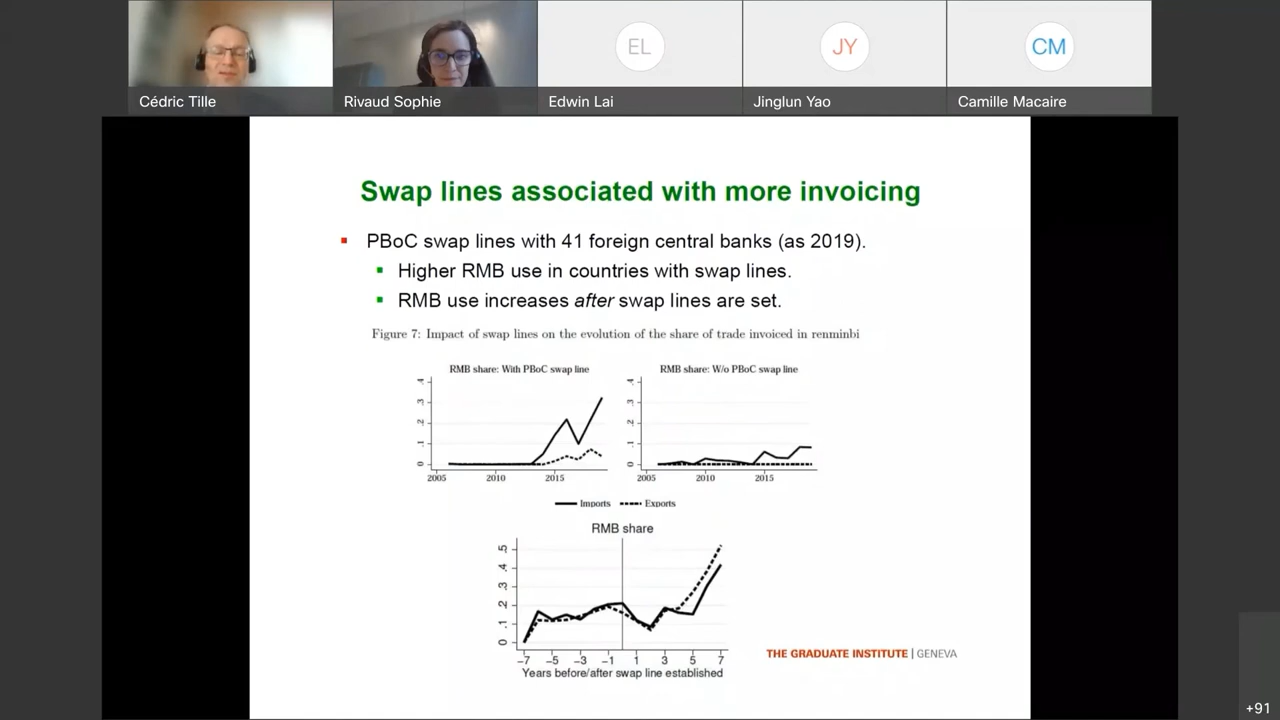 EL
JY
CM
Cédric Tille
Rivaud Sophie
Edwin Lai
Jinglun Yao
Camille Macaire
Swap lines associated with more invoicing
PBoC swap lines with 41 foreign central banks (as 2019).
Higher RMB use in countries with swap lines.
RMB use increases after swap lines are set.
Figure 7: Impact of swap lines on the evolution of the share of trade invoiced in renminbi
RMB share: With PBoC swap line
RMB share: W/o PBoC swap line
.4
.3
.2
.1
0
2005 2010 2015
.4
.3
.2
.1
0
2005 2010 2015
Imports Exports
RMB share
.5
.4
.3
.2
.1
0
−7 −5 −3 −1 1 3 5 7
Years before/after swap line established
THE GRADUATE INSTITUTE | GENEVA
+91